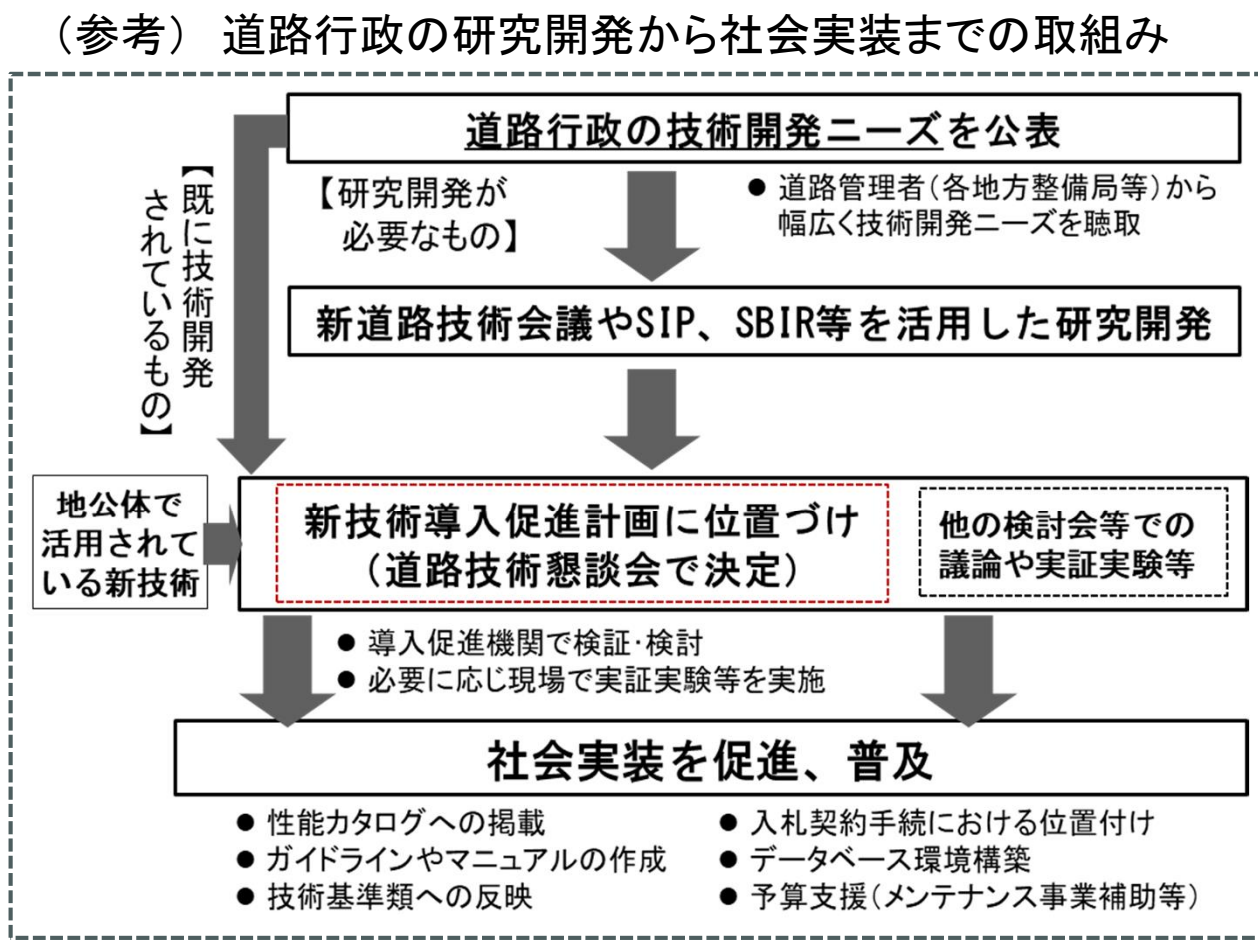 （参考） 道路行政の研究開発から社会実装までの取組み
道路行政の技術開発ニーズを公表
【既に技術開発
されているもの】
【研究開発が
必要なもの】
● 道路管理者（各地方整備局等）から
幅広く技術開発ニーズを聴取
新道路技術会議やSIP、SBIR等を活用した研究開発
地公体で
活用されて
いる新技術
新技術導入促進計画に位置づけ
（道路技術懇談会で決定）
他の検討会等での
議論や実証実験等
● 導入促進機関で検証・検討
● 必要に応じ現場で実証実験等を実施
社会実装を促進、普及
● 性能カタログへの掲載
● ガイドラインやマニュアルの作成
● 技術基準類への反映
● 入札契約手続における位置付け
● データベース環境構築
● 予算支援（メンテナンス事業補助等）